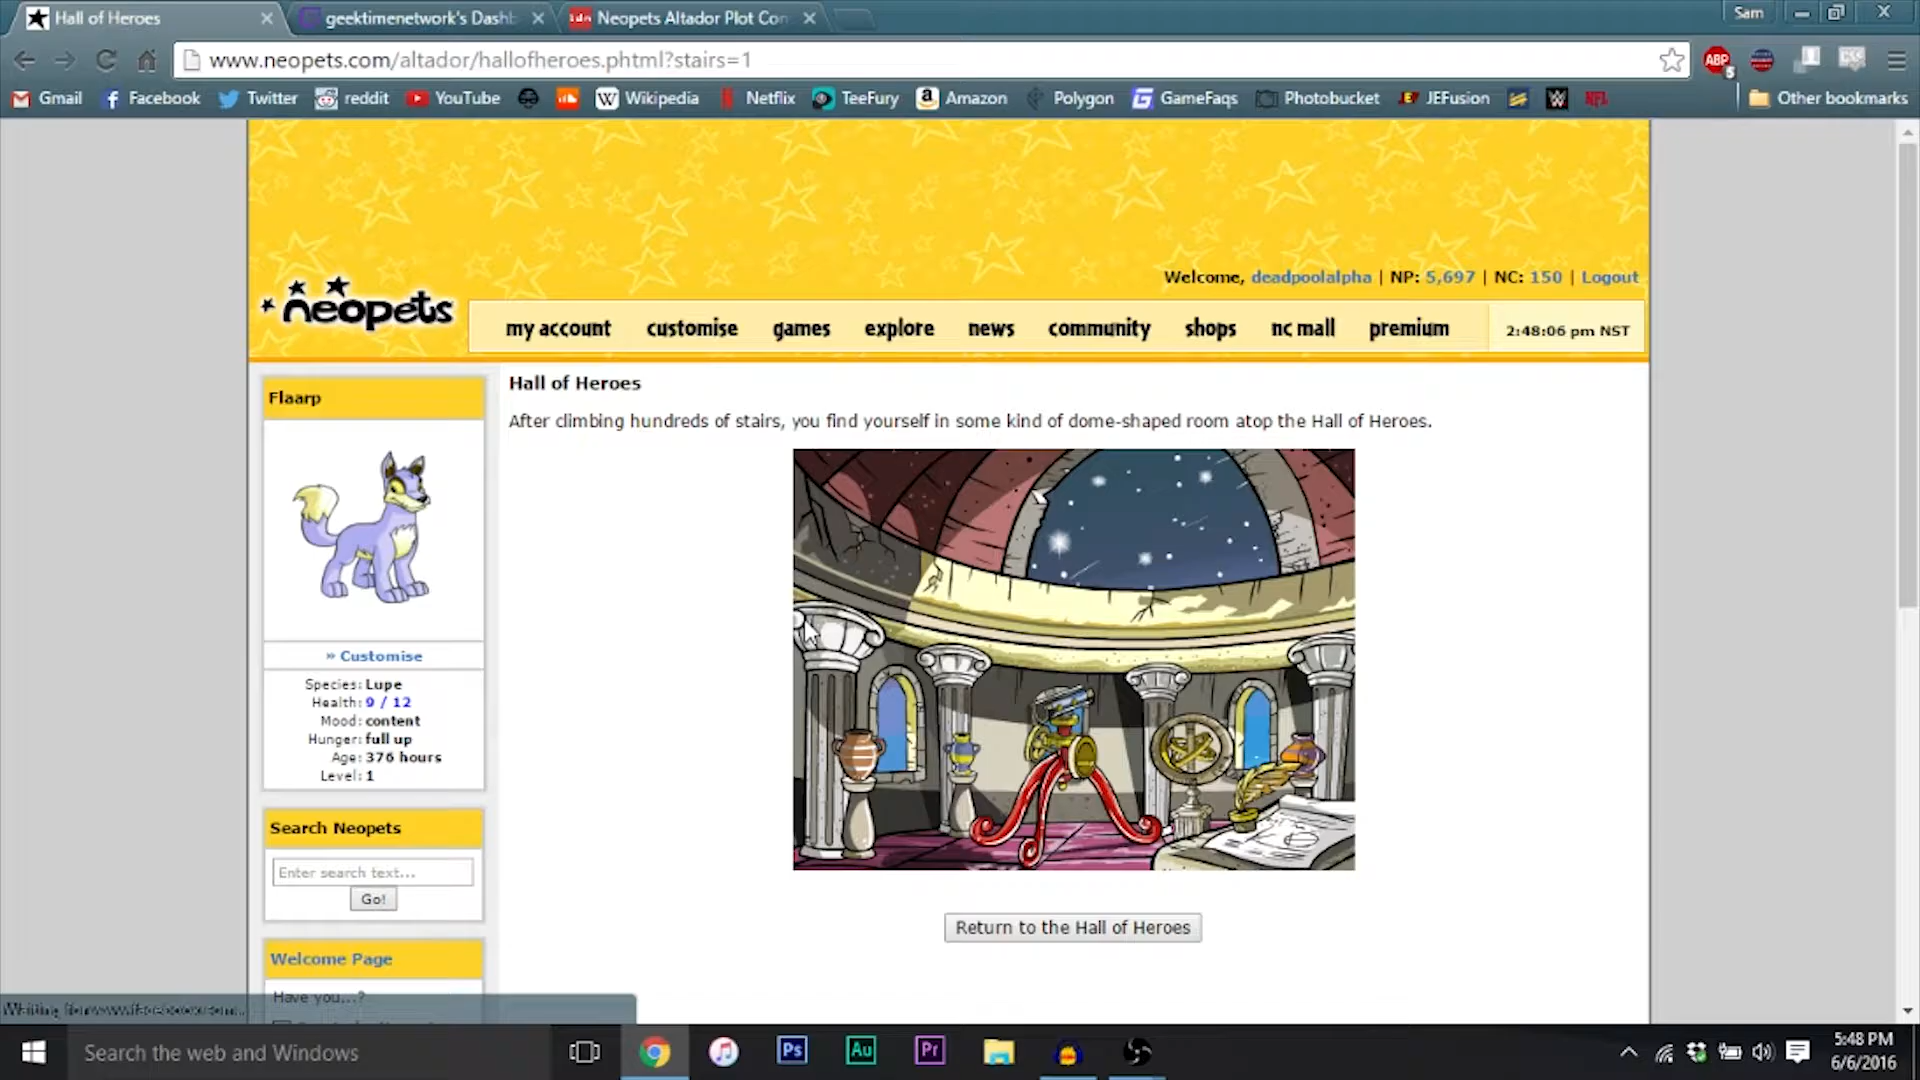 Hall of Heroes
geektimenetwork's Dashb
Neopets Altador Plot Con
Sam
www.neopets.com/altador/hallofheroes.phtml?stairs=1
ABP
5
Gmail
Facebook
Twitter
reddit
YouTube
Wikipedia
Netflix
TeeFury
Amazon
Polygon
GameFaqs
Photobucket
JEFusion
Other bookmarks
Welcome, deadpoolalpha | NP: 5,697 | NC: 150 | Logout
neopets
my account
customise
games
explore
news
community
shops
nc mall
premium
2:48:06 pm NST
Flaarp
» Customise
Species: Lupe
Health: 9 / 12
Mood: content
Hunger: full up
Age: 376 hours
Level: 1
Search Neopets
Enter search text...
Go!
Welcome Page
Have you...?
Hall of Heroes
After climbing hundreds of stairs, you find yourself in some kind of dome-shaped room atop the Hall of Heroes.
Return to the Hall of Heroes
Search the web and Windows
Ps
Au
Pr
5:48 PM
6/6/2016